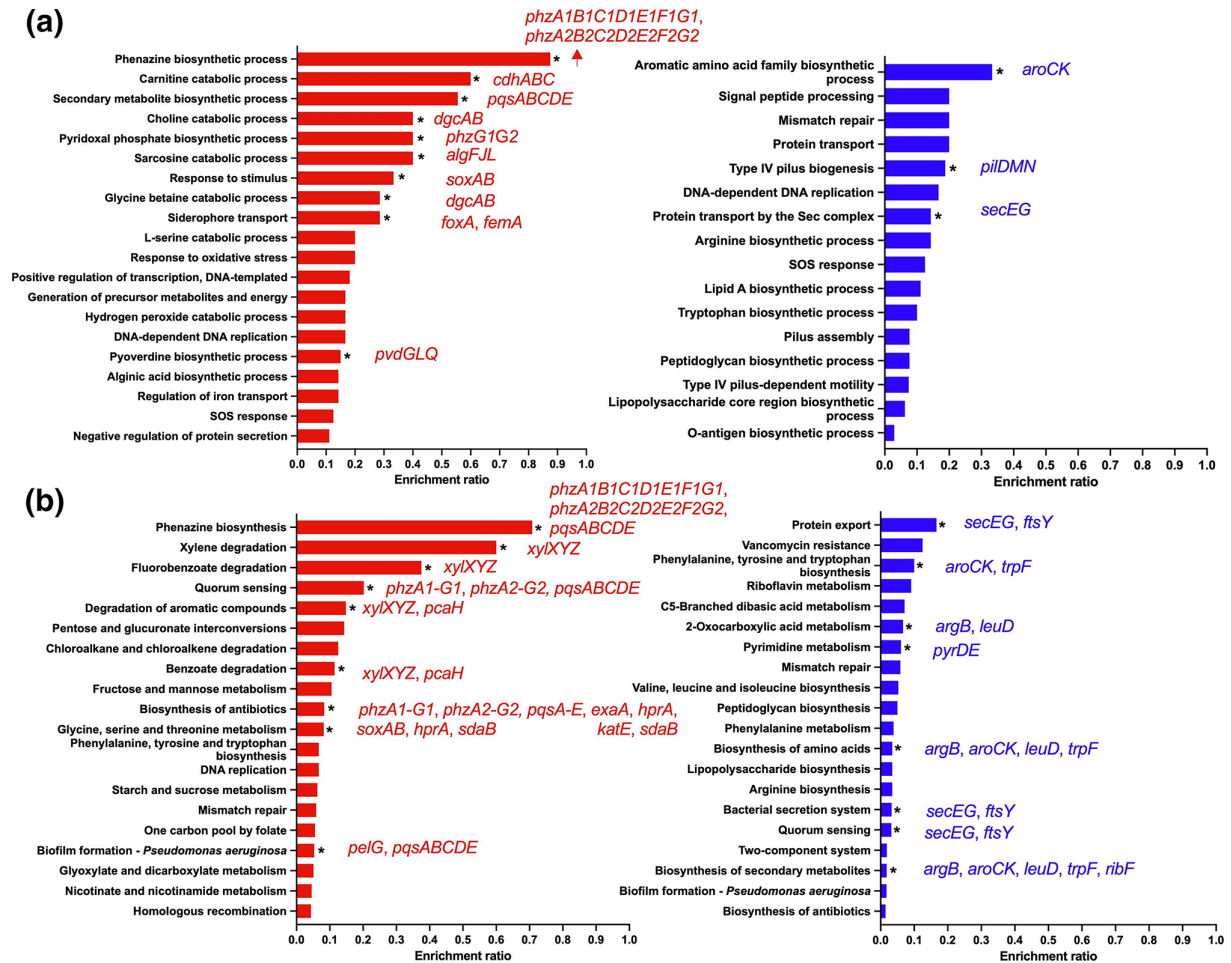 (a)
phzA1B1C1D1E1F1G1,
phzA2B2C2D2E2F2G2
Phenazine biosynthetic process *
Carnitine catabolic process * cdhABC
Secondary metabolite biosynthetic process * pqsABCDE
Choline catabolic process * dgcAB
Pyridoxal phosphate biosynthetic process * phzG1G2
Sarcosine catabolic process * algFJL
Response to stimulus * soxAB
Glycine betaine catabolic process * dgcAB
Siderophore transport * foxA, femA
L-serine catabolic process
Response to oxidative stress
Positive regulation of transcription, DNA-templated
Generation of precursor metabolites and energy
Hydrogen peroxide catabolic process
DNA-dependent DNA replication
Pyoverdine biosynthetic process * pvdGLQ
Alginic acid biosynthetic process
Regulation of iron transport
SOS response
Negative regulation of protein secretion
0.0 0.1 0.2 0.3 0.4 0.5 0.6 0.7 0.8 0.9 1.0
Enrichment ratio
Aromatic amino acid family biosynthetic
process * aroCK
Signal peptide processing
Mismatch repair
Protein transport
Type IV pilus biogenesis * pilDMN
DNA-dependent DNA replication
Protein transport by the Sec complex * secEG
Arginine biosynthetic process
SOS response
Lipid A biosynthetic process
Tryptophan biosynthetic process
Pilus assembly
Peptidoglycan biosynthetic process
Type IV pilus-dependent motility
Lipopolysaccharide core region biosynthetic
process
O-antigen biosynthetic process
0.0 0.1 0.2 0.3 0.4 0.5 0.6 0.7 0.8 0.9 1.0
Enrichment ratio
(b)
phzA1B1C1D1E1F1G1,
phzA2B2C2D2E2F2G2,
Phenazine biosynthesis * pqsABCDE
Xylene degradation * xylXYZ
Fluorobenzoate degradation * xylXYZ
Quorum sensing * phzA1-G1, phzA2-G2, pqsABCDE
Degradation of aromatic compounds * xylXYZ, pcaH
Pentose and glucuronate interconversions
Chloroalkane and chloroalkene degradation
Benzoate degradation * xylXYZ, pcaH
Fructose and mannose metabolism
Biosynthesis of antibiotics * phzA1-G1, phzA2-G2, pqsA-E, exaA, hprA,
Glycine, serine and threonine metabolism * soxAB, hprA, sdaB katE, sdaB
Phenylalanine, tyrosine and tryptophan
biosynthesis
DNA replication
Starch and sucrose metabolism
Mismatch repair
One carbon pool by folate
Biofilm formation - Pseudomonas aeruginosa * pelG, pqsABCDE
Glyoxylate and dicarboxylate metabolism
Nicotinate and nicotinamide metabolism
Homologous recombination
0.0 0.1 0.2 0.3 0.4 0.5 0.6 0.7 0.8 0.9 1.0
Enrichment ratio
Protein export * secEG, ftsY
Vancomycin resistance
Phenylalanine, tyrosine and tryptophan
biosynthesis * aroCK, trpF
Riboflavin metabolism
C5-Branched dibasic acid metabolism
2-Oxocarboxylic acid metabolism * argB, leuD
Pyrimidine metabolism * pyrDE
Mismatch repair
Valine, leucine and isoleucine biosynthesis
Peptidoglycan biosynthesis
Phenylalanine metabolism
Biosynthesis of amino acids * argB, aroCK, leuD, trpF
Lipopolysaccharide biosynthesis
Arginine biosynthesis
Bacterial secretion system * secEG, ftsY
Quorum sensing * secEG, ftsY
Two-component system
Biosynthesis of secondary metabolites * argB, aroCK, leuD, trpF, ribF
Biofilm formation - Pseudomonas aeruginosa
Biosynthesis of antibiotics
0.0 0.1 0.2 0.3 0.4 0.5 0.6 0.7 0.8 0.9 1.0
Enrichment ratio